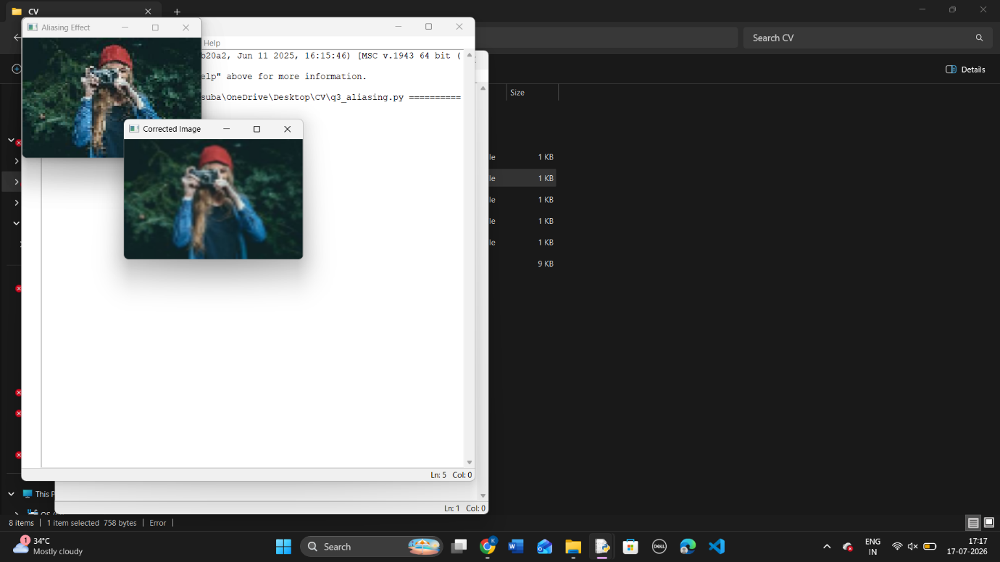 CV
Search CV
Details
Aliasing Effect
Help
b20a2, Jun 11 2025, 16:15:46) [MSC v.1943 64 bit (
elp" above for more information.
suba\OneDrive\Desktop\CV\q3_aliasing.py ==========
Size
Corrected Image
le 1 KB
le 1 KB
le 1 KB
le 1 KB
le 1 KB
9 KB
Ln: 5 Col: 0
This P
Ln: 1 Col: 0
8 items 1 item selected 758 bytes Error
1
34°C
Mostly cloudy
Search
K
DELL
ENG
IN
17:17
17-07-2026